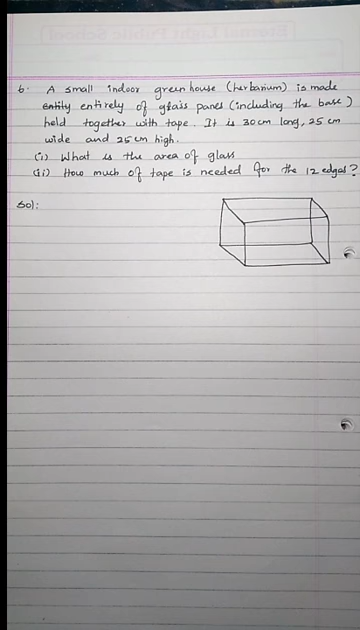 6. A small indoor green house (herbarium) is made
entily entirely of glass panes (including the base)
held together with tape. It is 30cm long, 25 cm
wide and 25 cm high.
(i) What is the area of glass
(ii) How much of tape is needed for the 12 edges?
Sol: